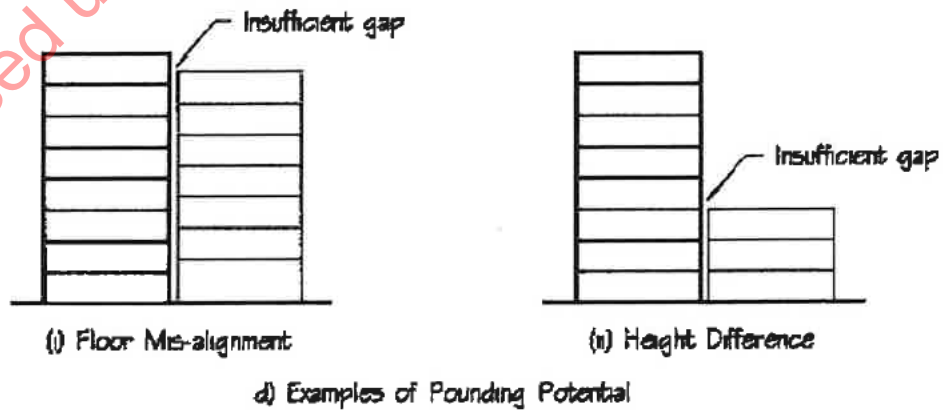 Insufficient gap
Insufficient gap
(i) Floor Mis-alignment
(ii) Height Difference
d) Examples of Pounding Potential